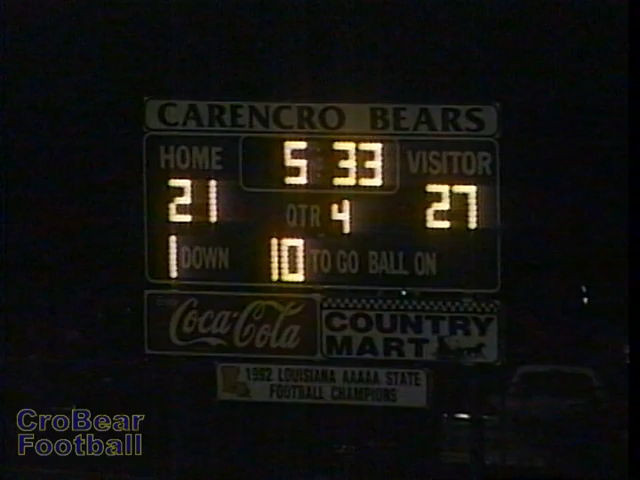 CARENCRO BEARS
HOME 5:33 VISITOR
21 QTR 4 27
1 DOWN 10 TO GO BALL ON
Enjoy
Coca-Cola
COUNTRY
MART
1992 LOUISIANA AAAAA STATE
FOOTBALL CHAMPIONS
CroBear
Football